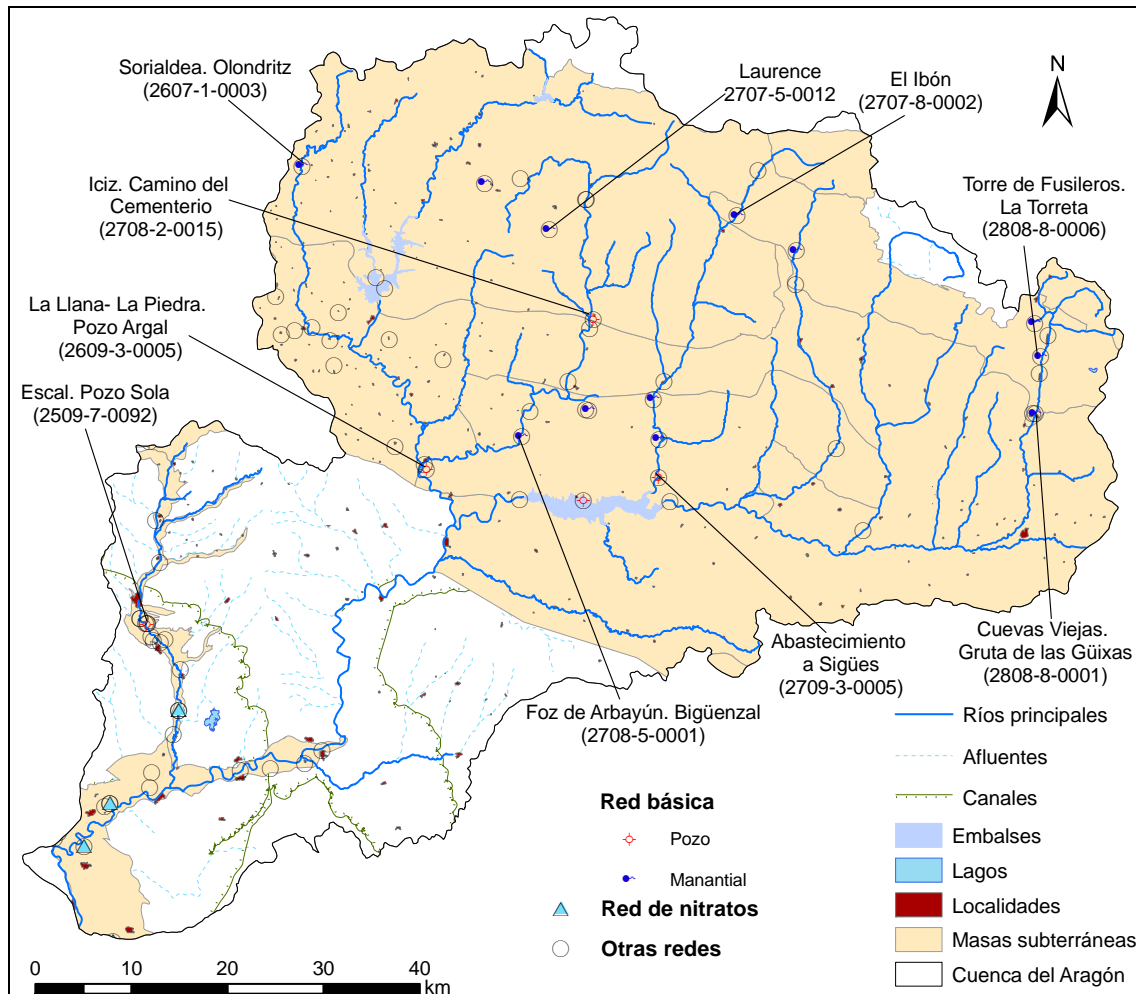 Sorialdea. Olondritz
(2607-1-0003)
Laurence
2707-5-0012
El Ibón
(2707-8-0002)
N
Iciz. Camino del
Cementerio
(2708-2-0015)
Torre de Fusileros.
La Torreta
(2808-8-0006)
La Llana- La Piedra.
Pozo Argal
(2609-3-0005)
Escal. Pozo Sola
(2509-7-0092)
Abastecimiento
a Sigües
(2709-3-0005)
Cuevas Viejas.
Gruta de las Güixas
(2808-8-0001)
Foz de Arbayún. Bigüenzal
(2708-5-0001)
Ríos principales
Afluentes
Canales
Embalses
Lagos
Localidades
Masas subterráneas
Cuenca del Aragón
Red básica
Pozo
Manantial
Red de nitratos
Otras redes
0 10 20 30 40
km